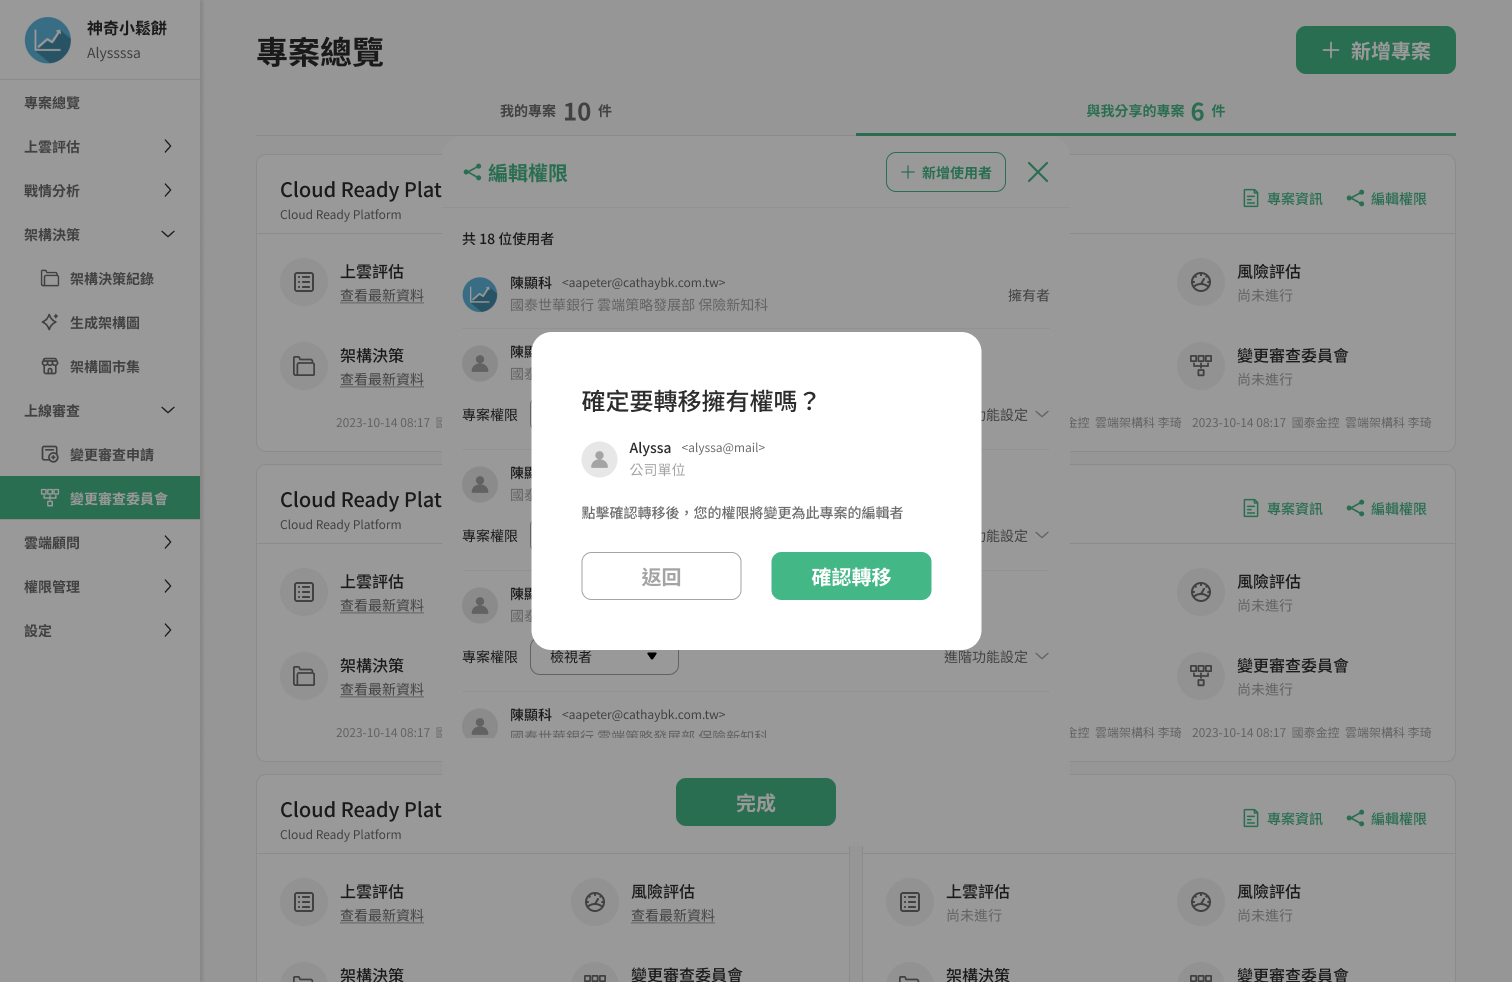 神奇小鬆餅
Alyssssa
專案總覽
上雲評估
戰情分析
架構決策
架構決策紀錄
生成架構圖
架構圖市集
上線審查
變更審查申請
變更審查委員會
雲端顧問
權限管理
設定
專案總覽
新增專案
我的專案 10 件
與我分享的專案 6 件
Cloud Ready Plat
Cloud Ready Platform
專案資訊
編輯權限
上雲評估
查看最新資料
風險評估
尚未進行
架構決策
查看最新資料
變更審查委員會
尚未進行
2023-10-14 08:17
金控 雲端架構科 李琦 2023-10-14 08:17 國泰金控 雲端架構科 李琦
編輯權限
新增使用者
共 18 位使用者
陳顯科 <aapeter@cathaybk.com.tw>
國泰世華銀行 雲端策略發展部 保險新知科
擁有者
陳顯
國泰
專案權限
功能設定
陳顯
國泰
專案權限
功能設定
陳顯
國泰
專案權限 檢視者
進階功能設定
陳顯科 <aapeter@cathaybk.com.tw>
國泰世華銀行 雲端策略發展部 保險新知科
完成
確定要轉移擁有權嗎？
Alyssa <alyssa@mail>
公司單位
點擊確認轉移後，您的權限將變更為此專案的編輯者
返回
確認轉移
Cloud Ready Plat
Cloud Ready Platform
專案資訊
編輯權限
上雲評估
查看最新資料
風險評估
尚未進行
架構決策
查看最新資料
變更審查委員會
尚未進行
2023-10-14 08:17
金控 雲端架構科 李琦 2023-10-14 08:17 國泰金控 雲端架構科 李琦
Cloud Ready Plat
Cloud Ready Platform
專案資訊
編輯權限
上雲評估
查看最新資料
風險評估
查看最新資料
上雲評估
尚未進行
風險評估
尚未進行
架構決策
變更審查委員會
架構決策
變更審查委員會